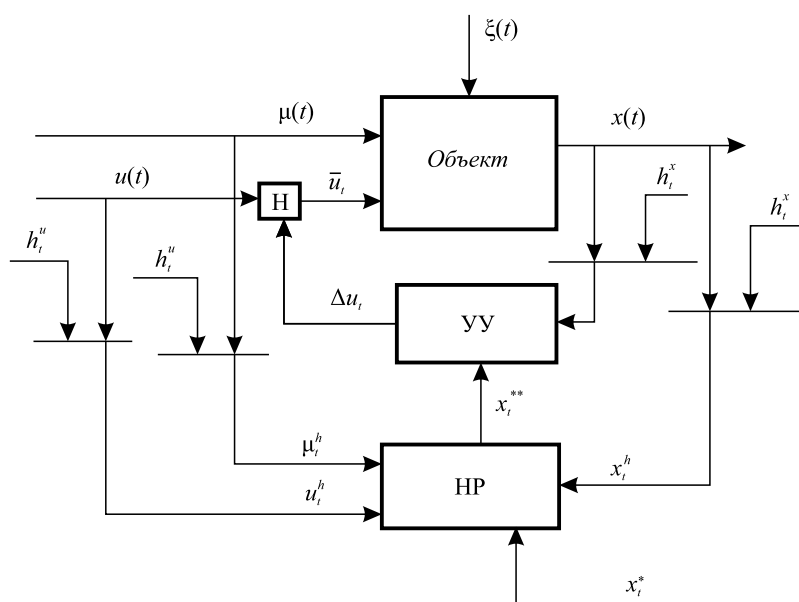 ξ(t)
μ(t)
x(t)
Объект
u(t)
Н
ū_t
h_t^x
h_t^x
h_t^u
h_t^u
Δu_t
УУ
x_t^**
μ_t^h
x_t^h
НР
u_t^h
x_t^*